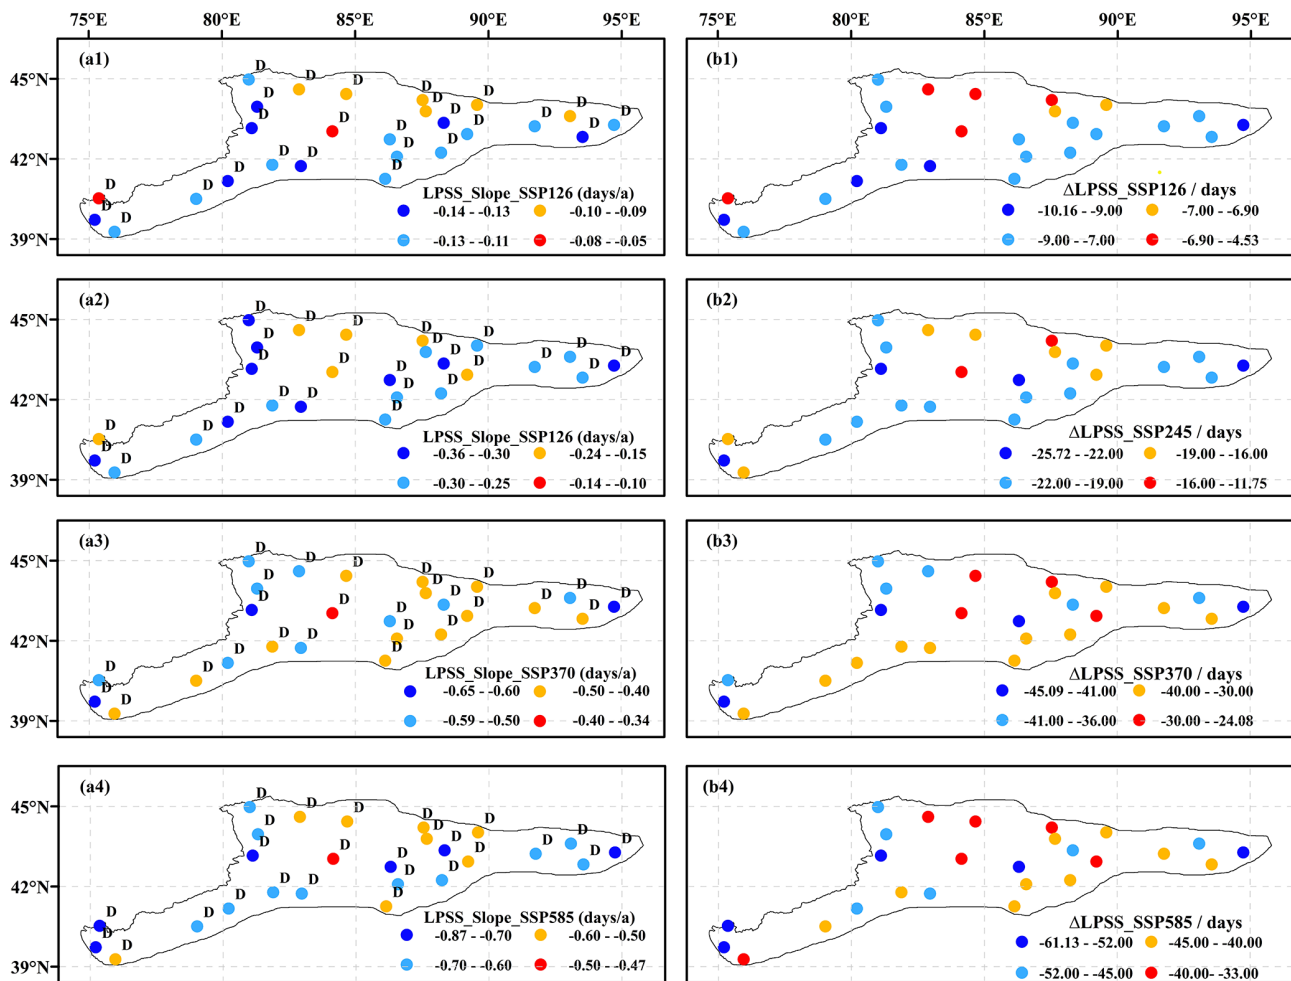 75°E 80°E 85°E 90°E 95°E 75°E 80°E 85°E 90°E 95°E
(a1) D D D D D D D D D D D D D D D D D D D D D D D D D D
45°N
42°N
39°N
LPSS_Slope_SSP126 (days/a)
-0.14 - -0.13 -0.10 - -0.09
-0.13 - -0.11 -0.08 - -0.05
(b1)
ΔLPSS_SSP126 / days
-10.16 - -9.00 -7.00 - -6.90
-9.00 - -7.00 -6.90 - -4.53
(a2) D D D D D D D D D D D D D D D D D D D D D D D D D D
45°N
42°N
39°N
LPSS_Slope_SSP126 (days/a)
-0.36 - -0.30 -0.24 - -0.15
-0.30 - -0.25 -0.14 - -0.10
(b2)
ΔLPSS_SSP245 / days
-25.72 - -22.00 -19.00 - -16.00
-22.00 - -19.00 -16.00 - -11.75
(a3) D D D D D D D D D D D D D D D D D D D D D D D D D D
45°N
42°N
39°N
LPSS_Slope_SSP370 (days/a)
-0.65 - -0.60 -0.50 - -0.40
-0.59 - -0.50 -0.40 - -0.34
(b3)
ΔLPSS_SSP370 / days
-45.09 - -41.00 -40.00 - -30.00
-41.00 - -36.00 -30.00 - -24.08
(a4) D D D D D D D D D D D D D D D D D D D D D D D D D D
45°N
42°N
39°N
LPSS_Slope_SSP585 (days/a)
-0.87 - -0.70 -0.60 - -0.50
-0.70 - -0.60 -0.50 - -0.47
(b4)
ΔLPSS_SSP585 / days
-61.13 - -52.00 -45.00 - -40.00
-52.00 - -45.00 -40.00 - -33.00